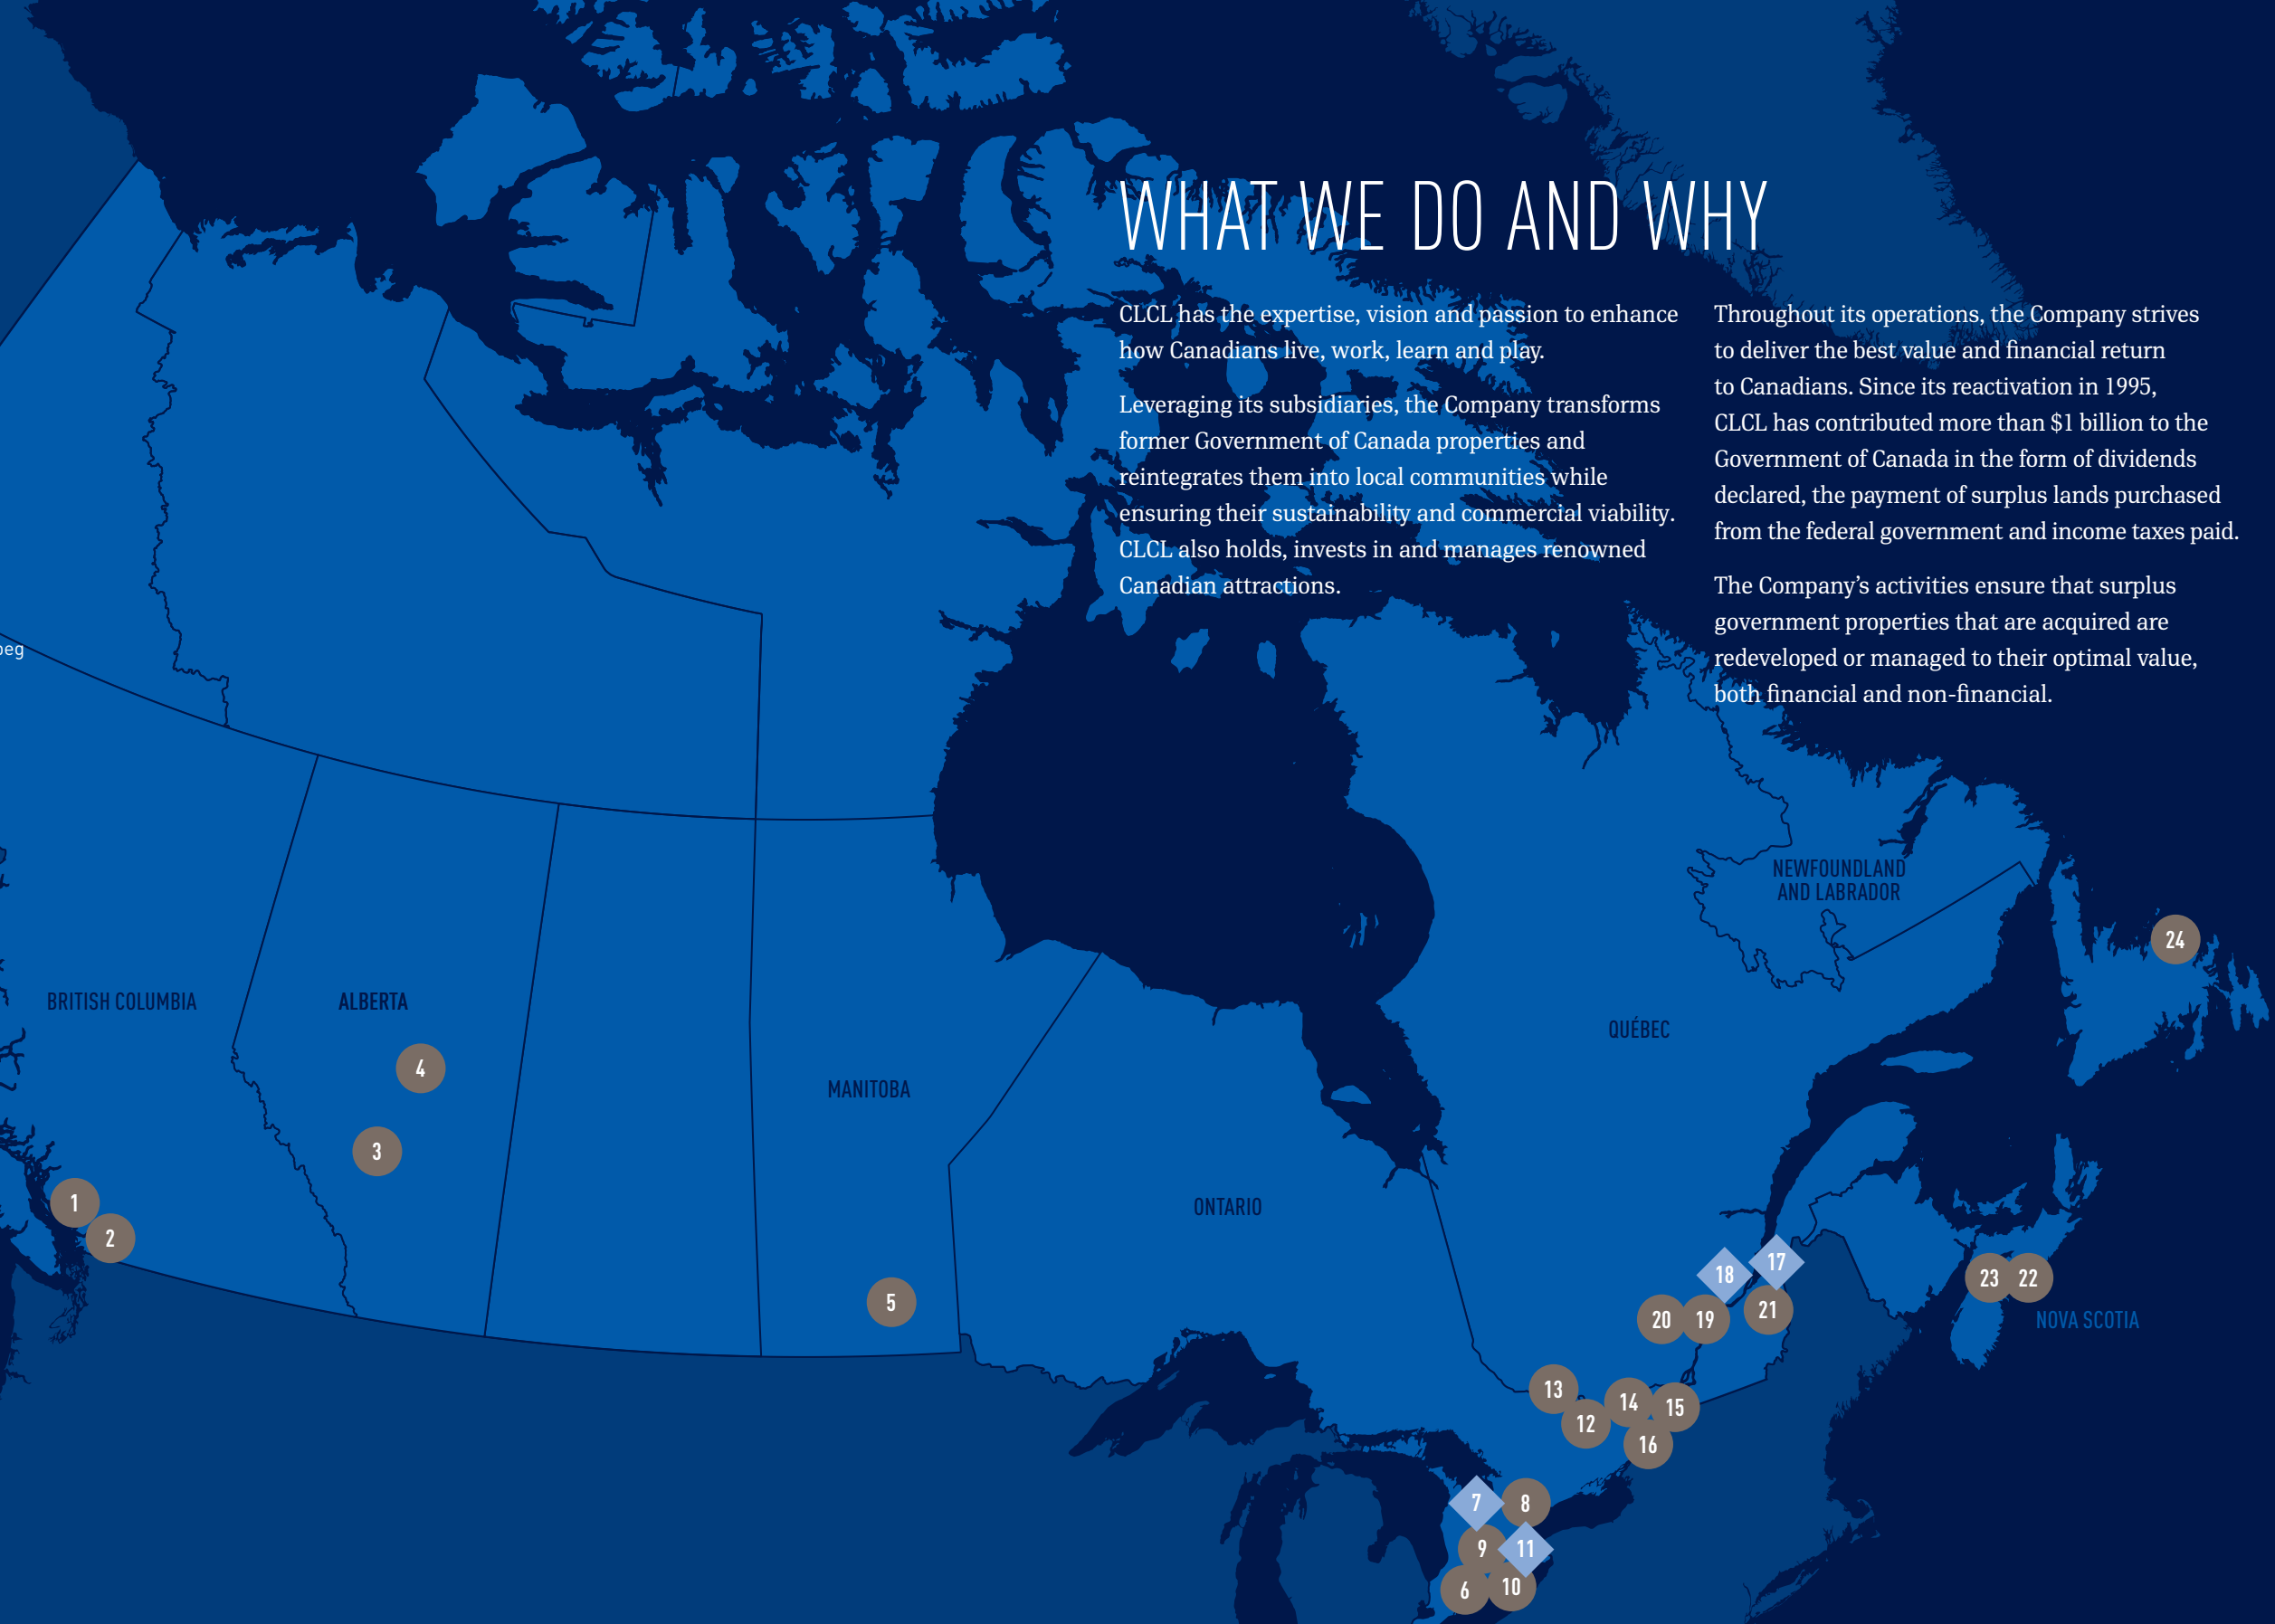 WHAT WE DO AND WHY
CLCL has the expertise, vision and passion to enhance
how Canadians live, work, learn and play.
Leveraging its subsidiaries, the Company transforms
former Government of Canada properties and
reintegrates them into local communities while
ensuring their sustainability and commercial viability.
CLCL also holds, invests in and manages renowned
Canadian attractions.
Throughout its operations, the Company strives
to deliver the best value and financial return
to Canadians. Since its reactivation in 1995,
CLCL has contributed more than $1 billion to the
Government of Canada in the form of dividends
declared, the payment of surplus lands purchased
from the federal government and income taxes paid.
The Company’s activities ensure that surplus
government properties that are acquired are
redeveloped or managed to their optimal value,
both financial and non-financial.
peg
NEWFOUNDLAND
AND LABRADOR
24
BRITISH COLUMBIA
ALBERTA
QUÉBEC
4
MANITOBA
3
1
ONTARIO
2
17
18
23
22
5
21
20
19
NOVA SCOTIA
13
14
15
12
16
7
8
9
11
6
10